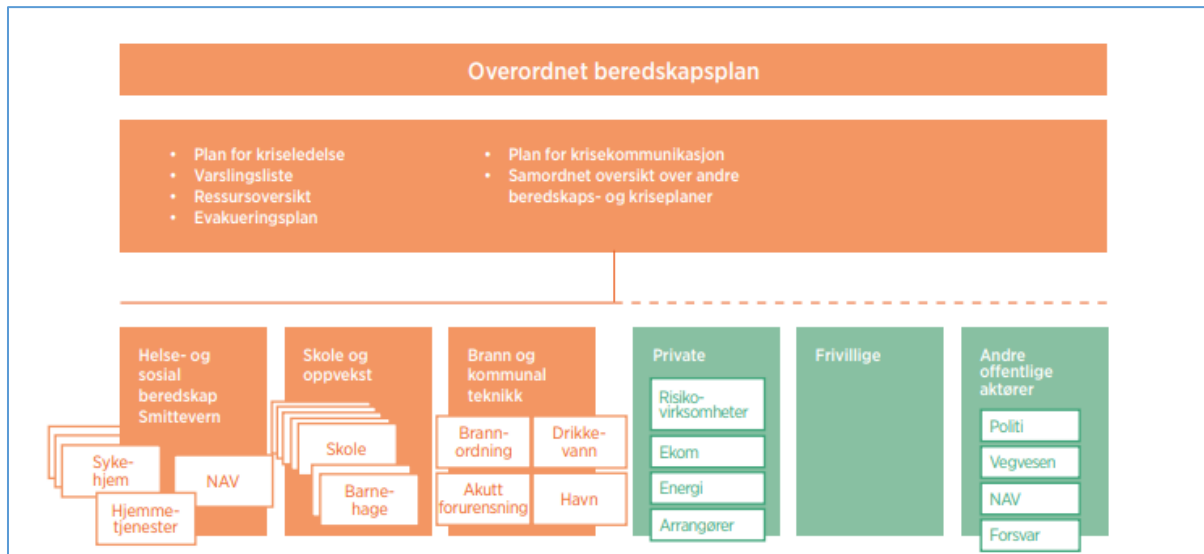 Overordnet beredskapsplan
• Plan for kriseledelse
• Varslingsliste
• Ressursoversikt
• Evakueringsplan
• Plan for krisekommunikasjon
• Samordnet oversikt over andre
beredskaps- og kriseplaner
Helse- og
sosial
beredskap
Smittevern
Syke-
hjem
NAV
Hjemme-
tjenester
Skole og
oppvekst
Skole
Barne-
hage
Brann og
kommunal
teknikk
Brann-
ordning
Drikke-
vann
Akutt
forurensning
Havn
Private
Risiko-
virksomheter
Ekom
Energi
Arrangører
Frivillige
Andre
offentlige
aktører
Politi
Vegvesen
NAV
Forsvar